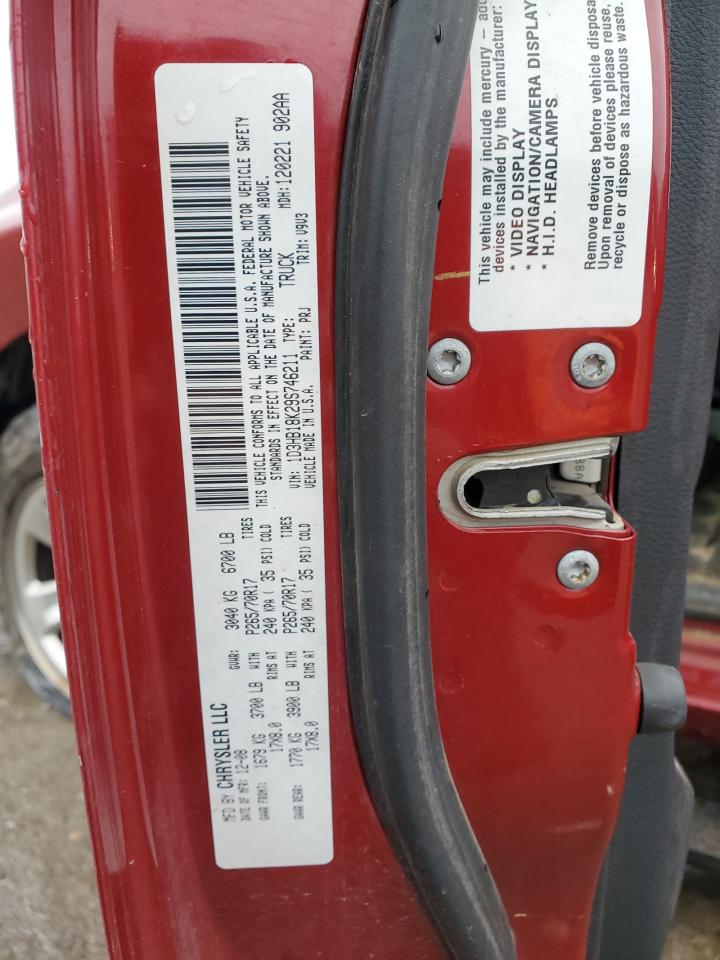 MFD BY CHRYSLER LLC
DATE OF MFR: 12-08 GVWR: 3040 KG 6700 LB
GAWR FRONT: 1679 KG 3700 LB WITH P265/70R17 TIRES
17X8.0 RIMS AT 240 KPA ( 35 PSI) COLD
GAWR REAR: 1770 KG 3900 LB WITH P265/70R17 TIRES
17X8.0 RIMS AT 240 KPA ( 35 PSI) COLD
THIS VEHICLE CONFORMS TO ALL APPLICABLE U.S.A. FEDERAL MOTOR VEHICLE SAFETY
STANDARDS IN EFFECT ON THE DATE OF MANUFACTURE SHOWN ABOVE.
VIN: 1D3HB18K29S746211 TYPE: TRUCK MDH:120221 902AA
VEHICLE MADE IN U.S.A. PAINT: PRJ TRIM: V9V3
This vehicle may include mercury –
devices installed by the manufacturer:
* VIDEO DISPLAY
* NAVIGATION/CAMERA DISPLAY
* H.I.D. HEADLAMPS
Remove devices before vehicle disposa
Upon removal of devices please reuse,
recycle or dispose as hazardous waste.